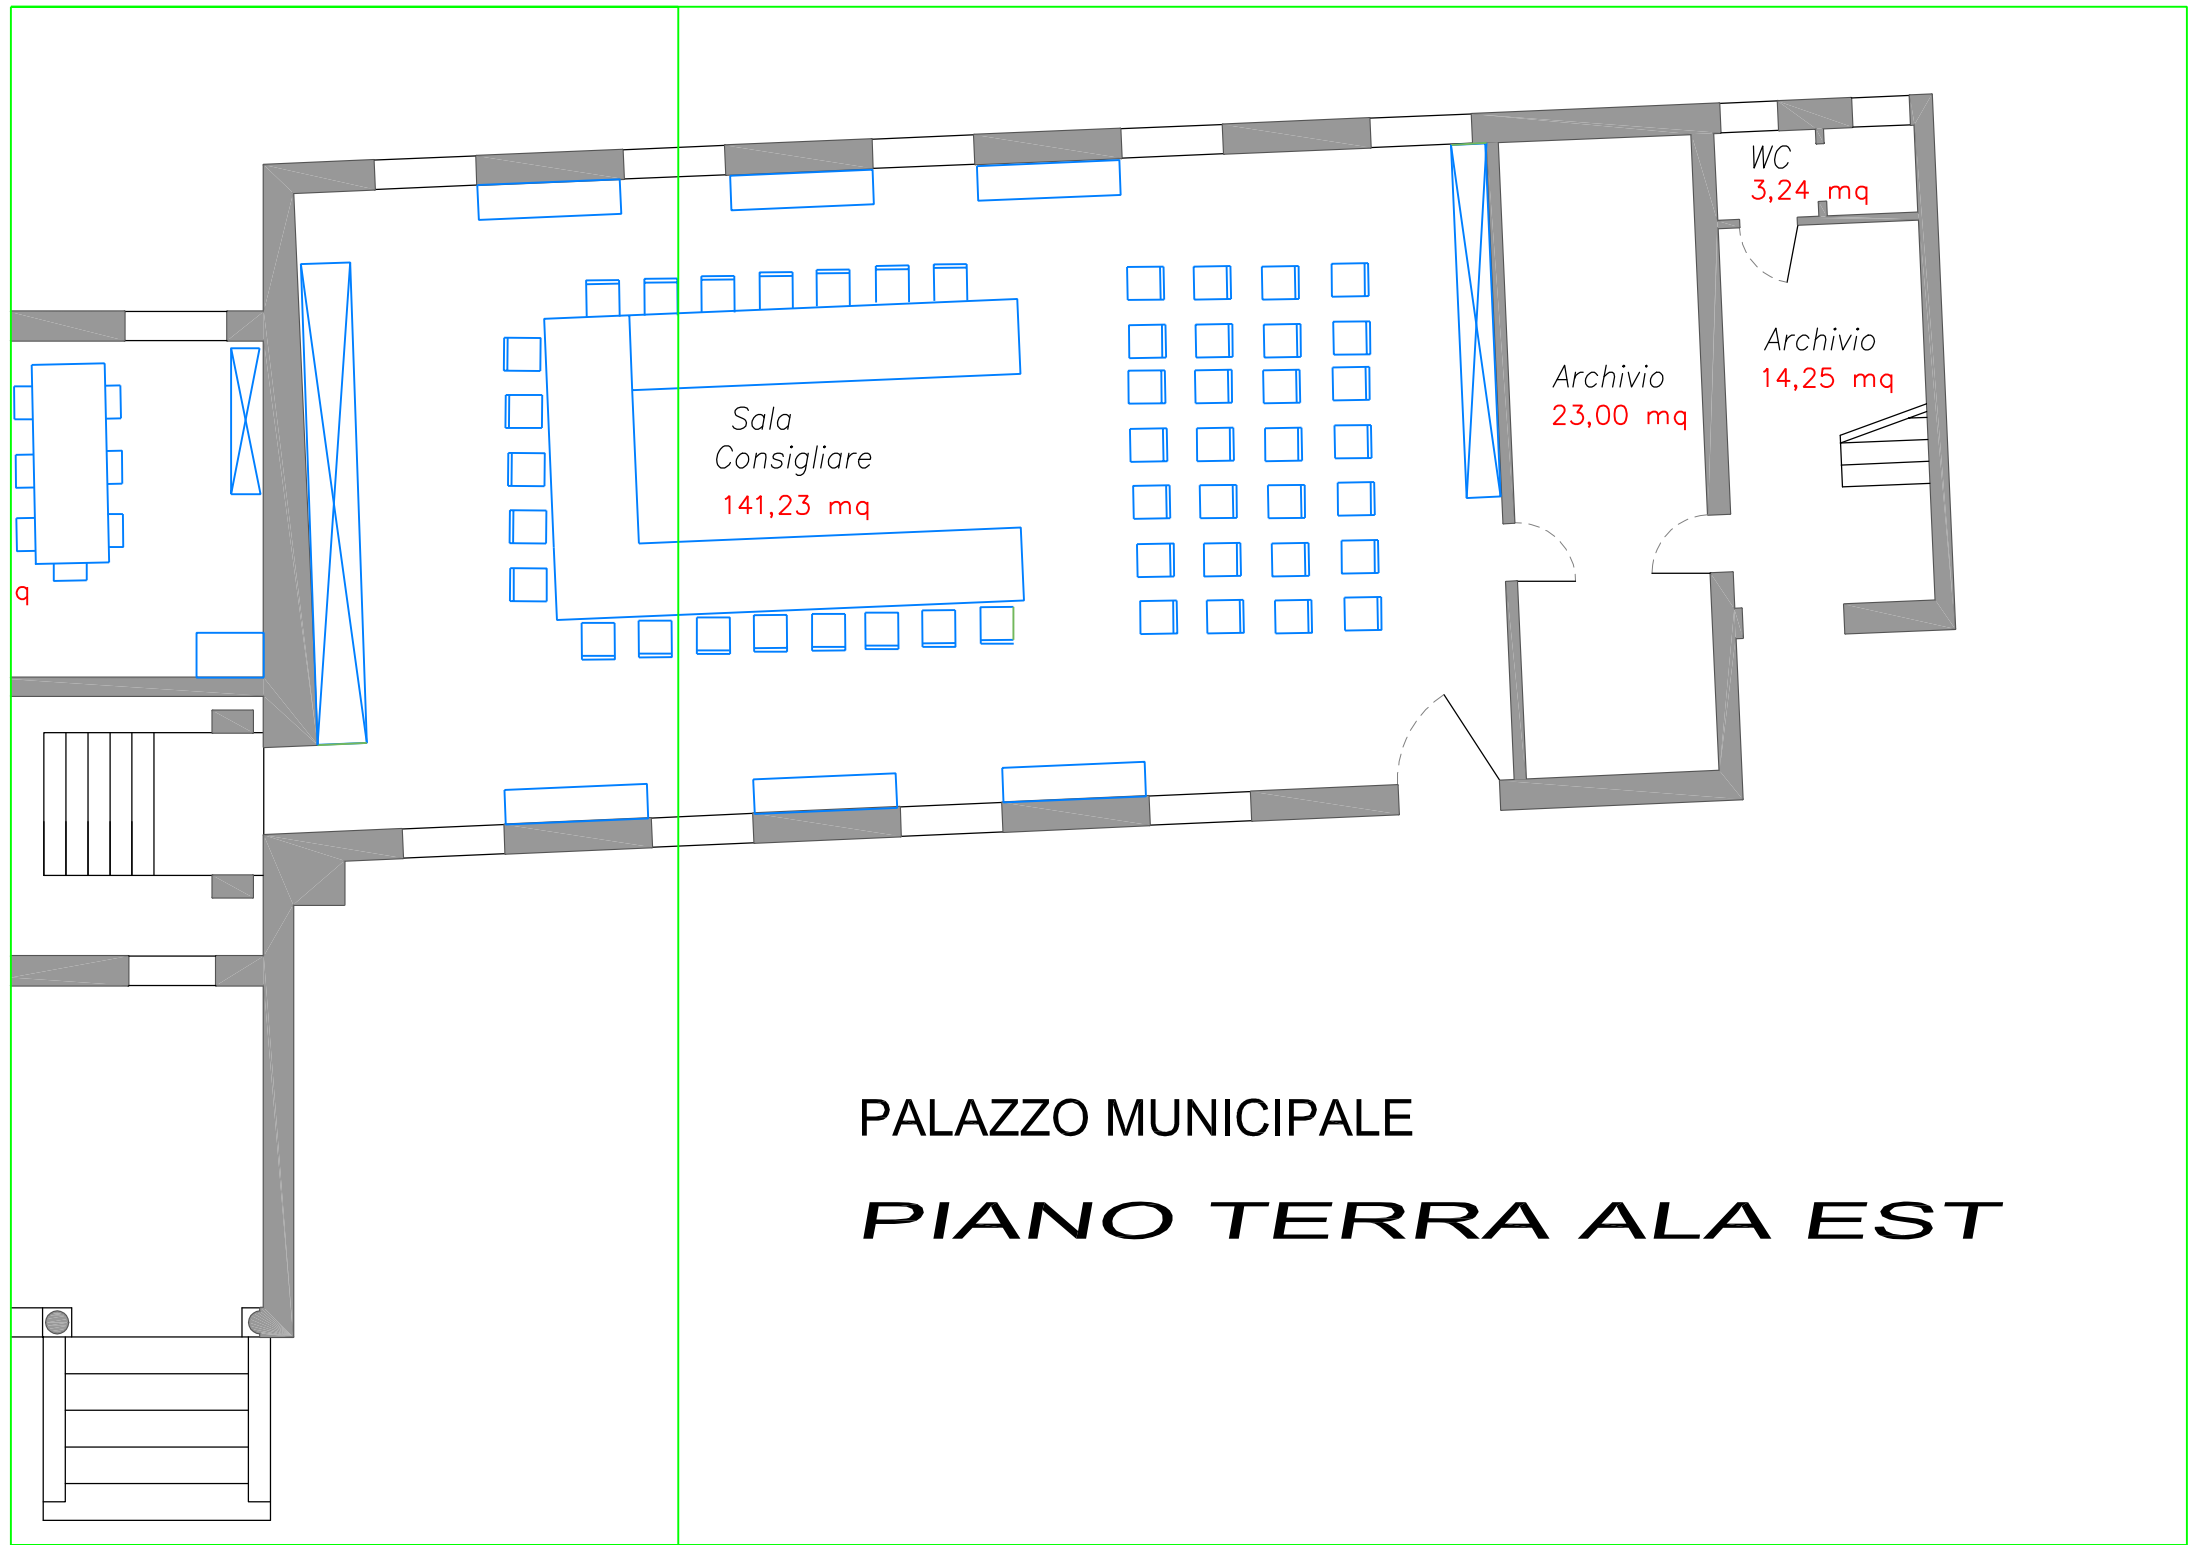 WC
3,24 mq
Archivio
14,25 mq
Archivio
23,00 mq
Sala
Consigliare
141,23 mq
q
PALAZZO MUNICIPALE
PIANO TERRA ALA EST